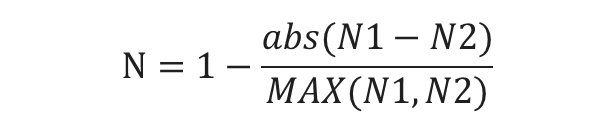 N = 1 − abs(N1 − N2) / MAX(N1, N2)